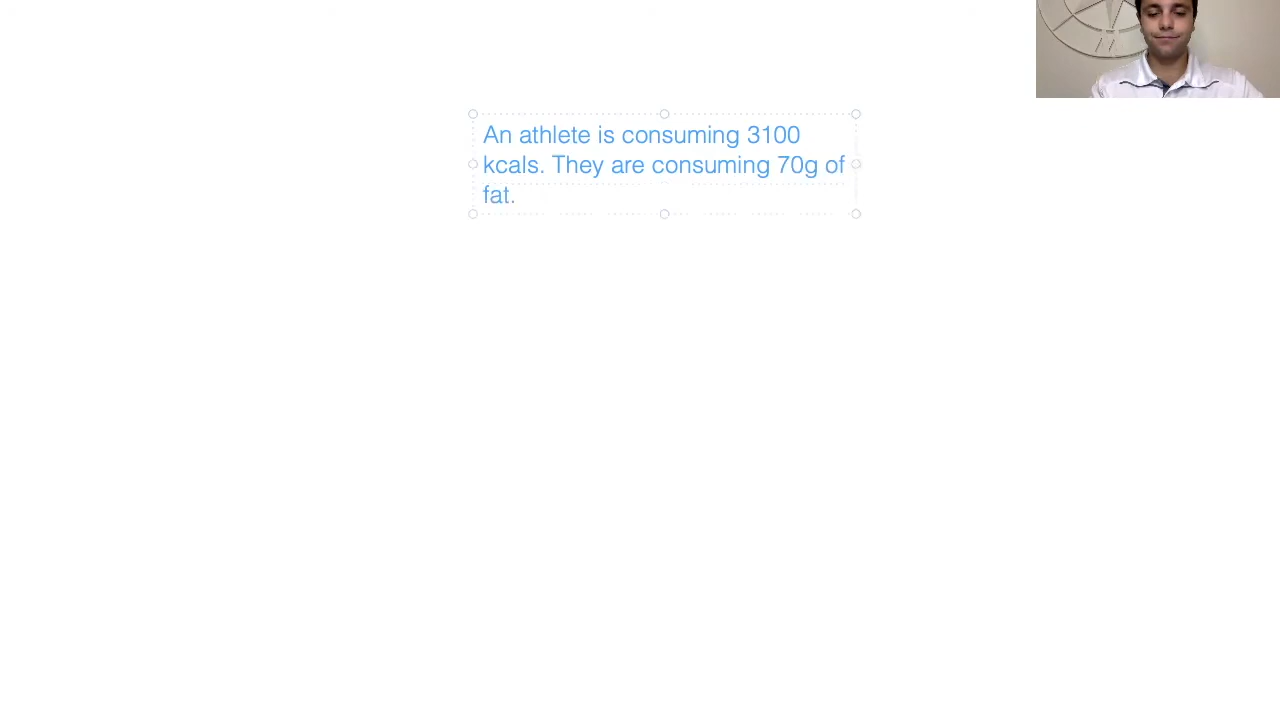 An athlete is consuming 3100
kcals. They are consuming 70g of
fat.